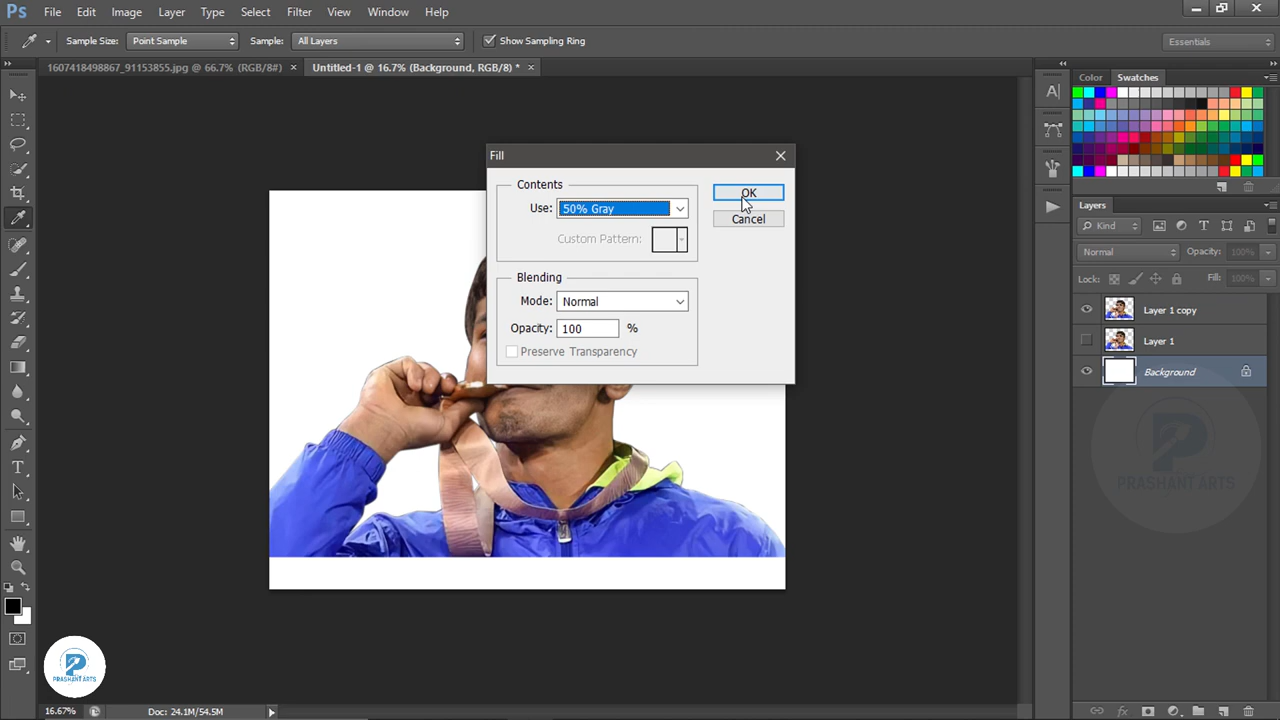 Ps File Edit Image Layer Type Select Filter View Window Help
Sample Size: Point Sample Sample: All Layers Show Sampling Ring Essentials
1607418498867_91153855.jpg @ 66.7% (RGB/8#) × Untitled-1 @ 16.7% (Background, RGB/8) * ×
Color Swatches
Fill
Contents
Use: 50% Gray
Custom Pattern:
OK
Cancel
Blending
Mode: Normal
Opacity: 100 %
Preserve Transparency
Layers
Kind
Normal Opacity: 100%
Lock: Fill: 100%
Layer 1 copy
Layer 1
Background
PRASHANT ARTS
PRASHANT ARTS
16.67% Doc: 24.1M/54.5M